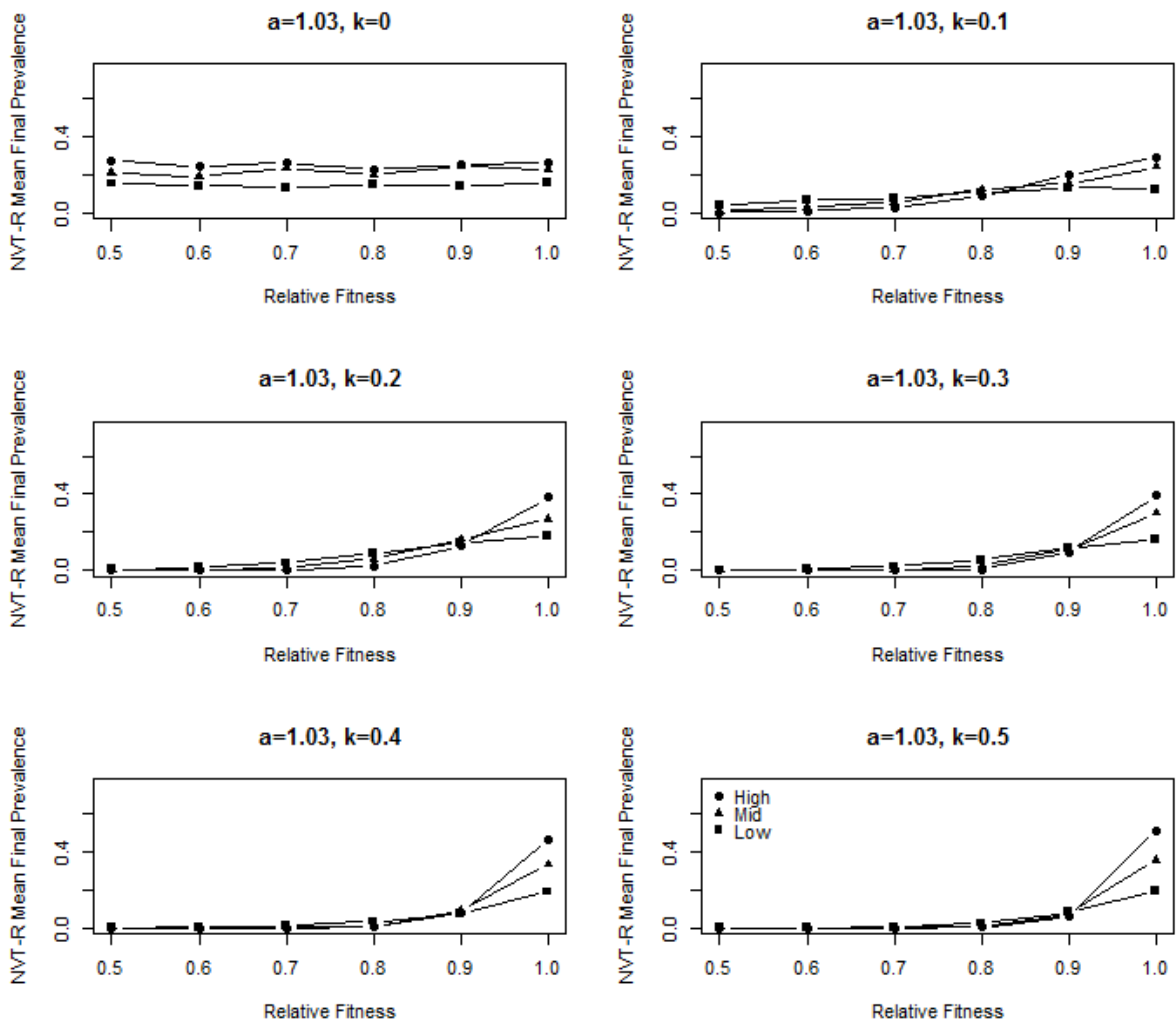 a=1.03, k=0
NVT-R Mean Final Prevalence
0.4
0.0
0.5 0.6 0.7 0.8 0.9 1.0
Relative Fitness
a=1.03, k=0.1
NVT-R Mean Final Prevalence
0.4
0.0
0.5 0.6 0.7 0.8 0.9 1.0
Relative Fitness
a=1.03, k=0.2
NVT-R Mean Final Prevalence
0.4
0.0
0.5 0.6 0.7 0.8 0.9 1.0
Relative Fitness
a=1.03, k=0.3
NVT-R Mean Final Prevalence
0.4
0.0
0.5 0.6 0.7 0.8 0.9 1.0
Relative Fitness
a=1.03, k=0.4
NVT-R Mean Final Prevalence
0.4
0.0
0.5 0.6 0.7 0.8 0.9 1.0
Relative Fitness
a=1.03, k=0.5
NVT-R Mean Final Prevalence
0.4
0.0
High
Mid
Low
0.5 0.6 0.7 0.8 0.9 1.0
Relative Fitness